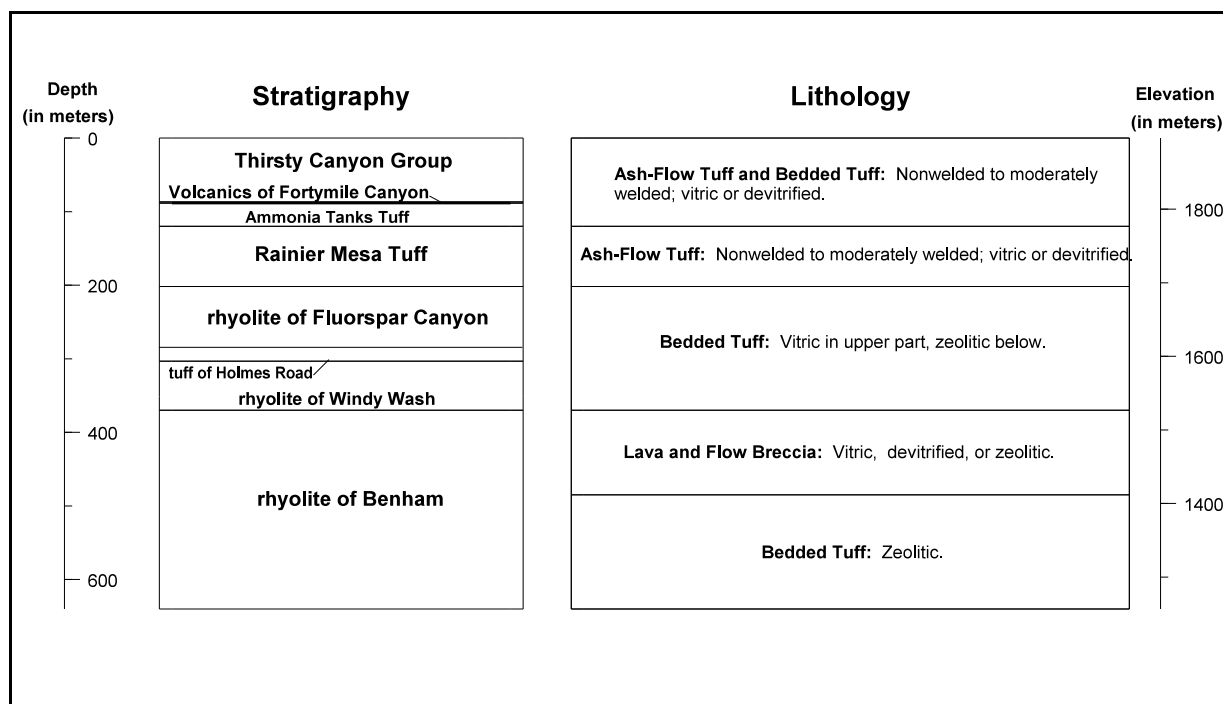 Depth
(in meters)
Stratigraphy
Lithology
Elevation
(in meters)
0
200
400
600
Thirsty Canyon Group
Volcanics of Fortymile Canyon
Ammonia Tanks Tuff
Rainier Mesa Tuff
rhyolite of Fluorspar Canyon
tuff of Holmes Road
rhyolite of Windy Wash
rhyolite of Benham
Ash-Flow Tuff and Bedded Tuff: Nonwelded to moderately
welded; vitric or devitrified.
Ash-Flow Tuff: Nonwelded to moderately welded; vitric or devitrified.
Bedded Tuff: Vitric in upper part, zeolitic below.
Lava and Flow Breccia: Vitric, devitrified, or zeolitic.
Bedded Tuff: Zeolitic.
1800
1600
1400